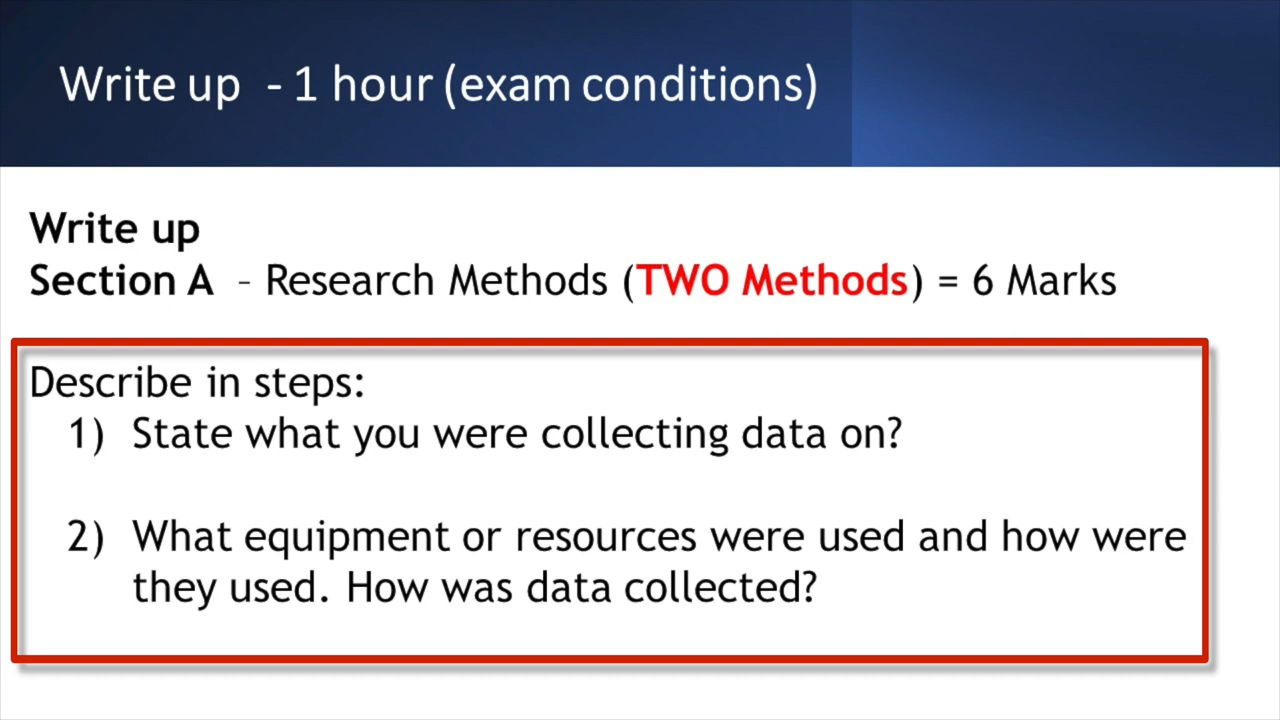 Write up - 1 hour (exam conditions)
Write up
Section A – Research Methods (TWO Methods) = 6 Marks
Describe in steps:
1) State what you were collecting data on?
2) What equipment or resources were used and how were
they used. How was data collected?